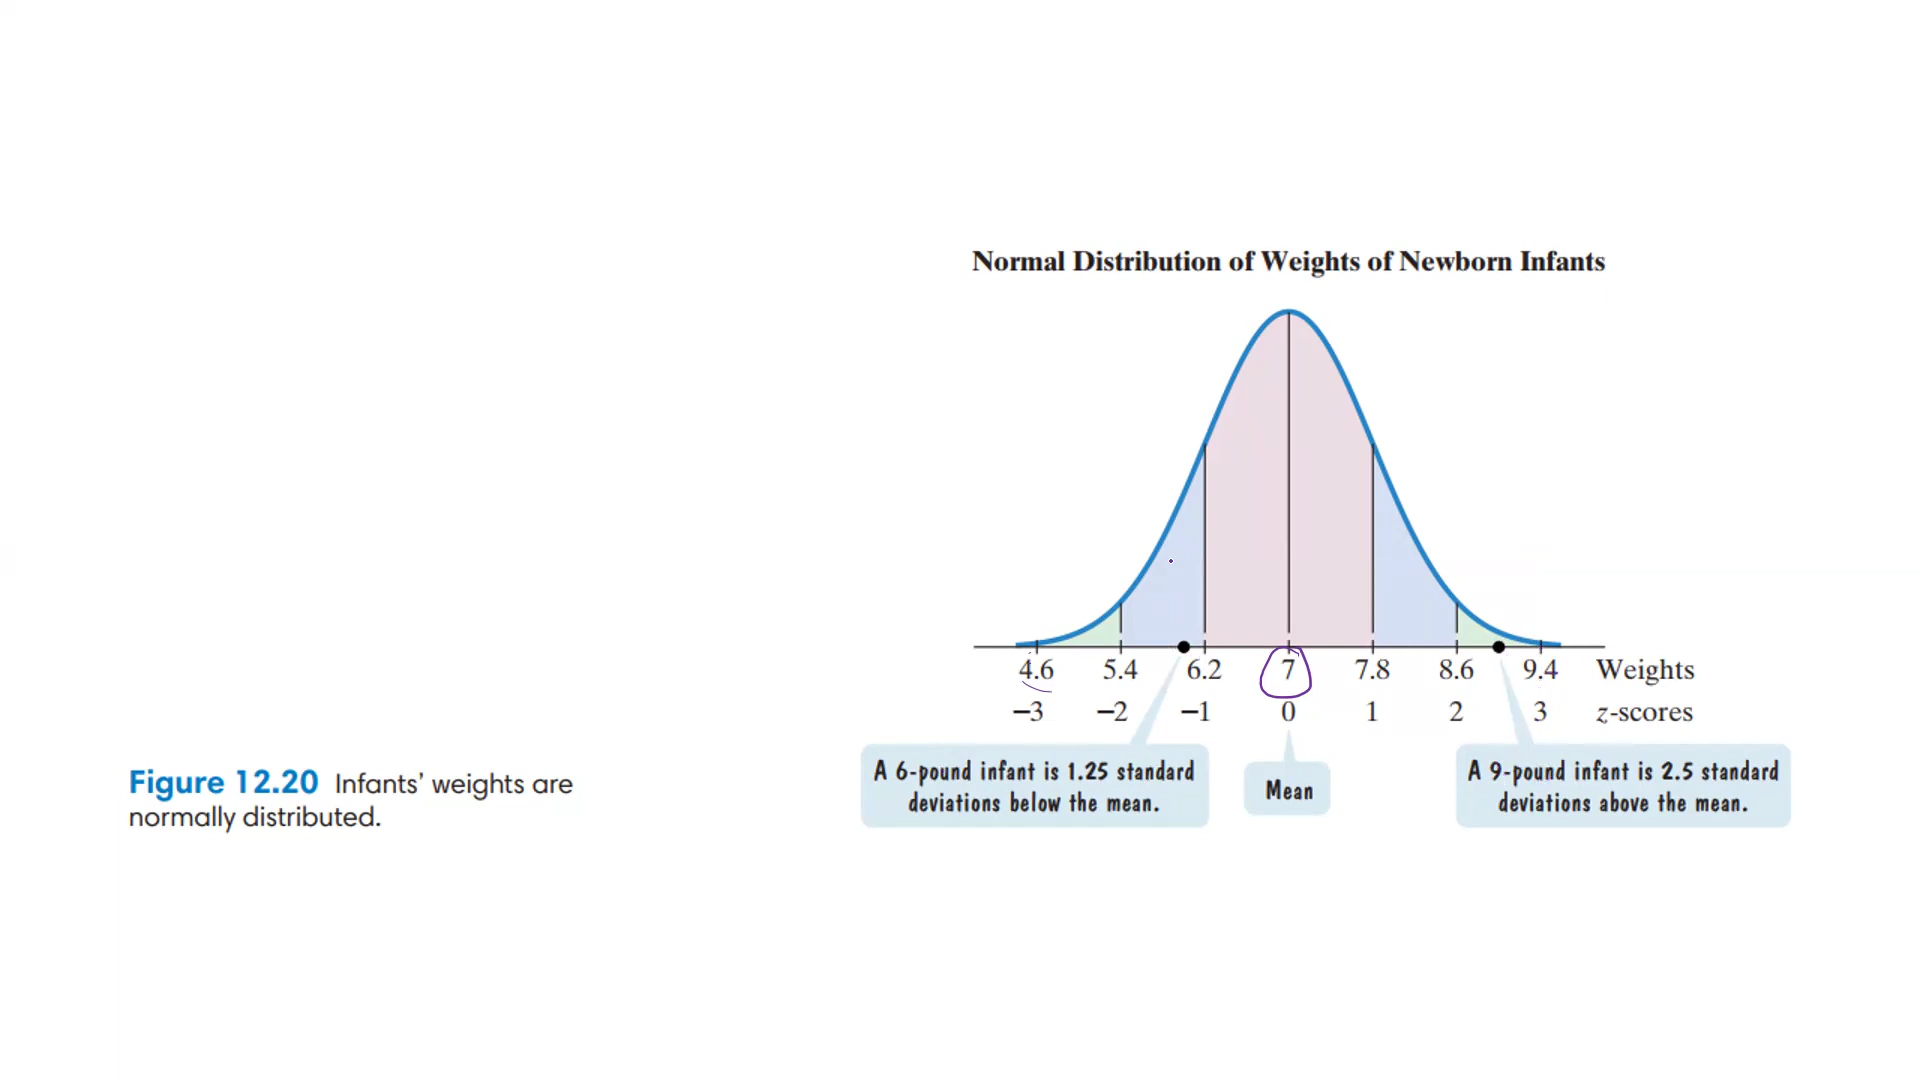 Normal Distribution of Weights of Newborn Infants
4.6 5.4 6.2 7 7.8 8.6 9.4 Weights
−3 −2 −1 0 1 2 3 z-scores
A 6-pound infant is 1.25 standard
deviations below the mean.
Mean
A 9-pound infant is 2.5 standard
deviations above the mean.
Figure 12.20 Infants’ weights are
normally distributed.